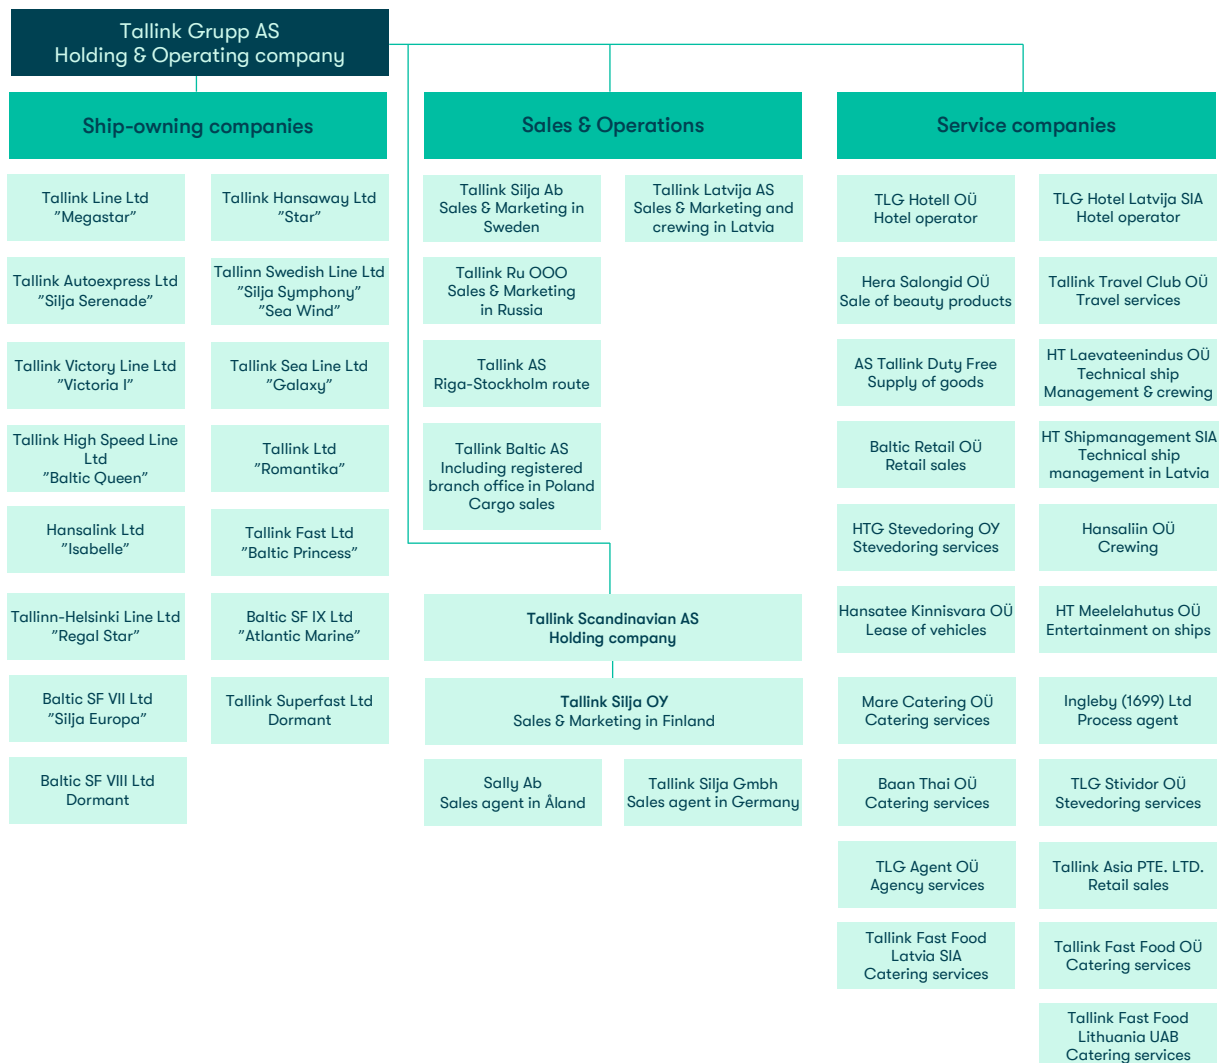 Tallink Grupp AS
Holding & Operating company
Ship-owning companies
Tallink Line Ltd
”Megastar”
Tallink Hansaway Ltd
”Star”
Tallink Autoexpress Ltd
”Silja Serenade”
Tallinn Swedish Line Ltd
”Silja Symphony”
”Sea Wind”
Tallink Victory Line Ltd
”Victoria I”
Tallink Sea Line Ltd
”Galaxy”
Tallink High Speed Line
Ltd
”Baltic Queen”
Tallink Ltd
”Romantika”
Hansalink Ltd
”Isabelle”
Tallink Fast Ltd
”Baltic Princess”
Tallinn-Helsinki Line Ltd
”Regal Star”
Baltic SF IX Ltd
”Atlantic Marine”
Baltic SF VII Ltd
”Silja Europa”
Tallink Superfast Ltd
Dormant
Baltic SF VIII Ltd
Dormant
Sales & Operations
Tallink Silja Ab
Sales & Marketing in
Sweden
Tallink Latvija AS
Sales & Marketing and
crewing in Latvia
Tallink Ru OOO
Sales & Marketing
in Russia
Tallink AS
Riga-Stockholm route
Tallink Baltic AS
Including registered
branch office in Poland
Cargo sales
Tallink Scandinavian AS
Holding company
Tallink Silja OY
Sales & Marketing in Finland
Sally Ab
Sales agent in Åland
Tallink Silja Gmbh
Sales agent in Germany
Service companies
TLG Hotell OÜ
Hotel operator
TLG Hotel Latvija SIA
Hotel operator
Hera Salongid OÜ
Sale of beauty products
Tallink Travel Club OÜ
Travel services
AS Tallink Duty Free
Supply of goods
HT Laevateenindus OÜ
Technical ship
Management & crewing
Baltic Retail OÜ
Retail sales
HT Shipmanagement SIA
Technical ship
management in Latvia
HTG Stevedoring OY
Stevedoring services
Hansaliin OÜ
Crewing
Hansatee Kinnisvara OÜ
Lease of vehicles
HT Meelelahutus OÜ
Entertainment on ships
Mare Catering OÜ
Catering services
Ingleby (1699) Ltd
Process agent
Baan Thai OÜ
Catering services
TLG Stividor OÜ
Stevedoring services
TLG Agent OÜ
Agency services
Tallink Asia PTE. LTD.
Retail sales
Tallink Fast Food
Latvia SIA
Catering services
Tallink Fast Food OÜ
Catering services
Tallink Fast Food
Lithuania UAB
Catering services